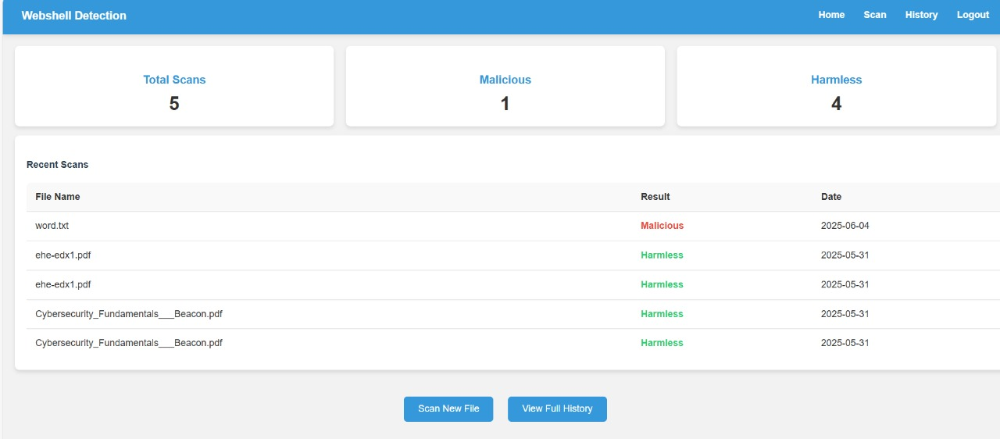 Webshell Detection Home Scan History Logout
Total Scans Malicious Harmless
5 1 4
Recent Scans
File Name Result Date
word.txt Malicious 2025-06-04
ehe-edx1.pdf Harmless 2025-05-31
ehe-edx1.pdf Harmless 2025-05-31
Cybersecurity_Fundamentals___Beacon.pdf Harmless 2025-05-31
Cybersecurity_Fundamentals___Beacon.pdf Harmless 2025-05-31
Scan New File View Full History